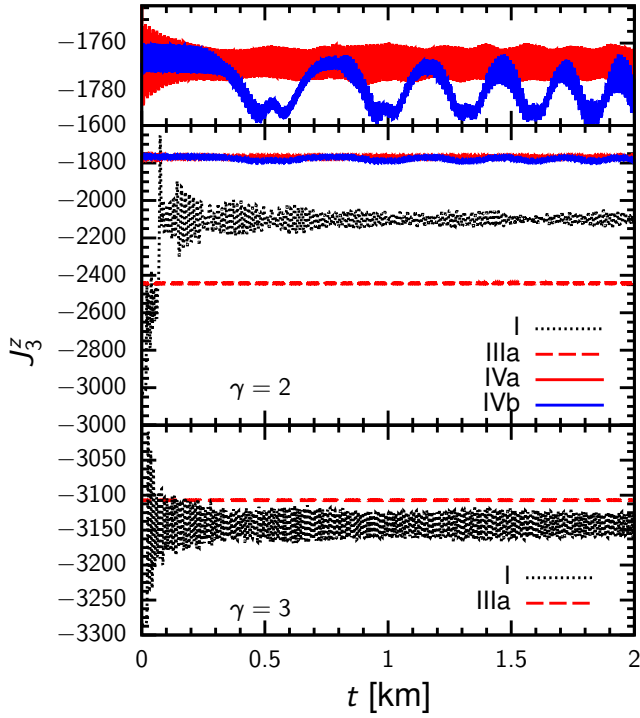 −1760
−1780
−1600
−1800
−2000
−2200
−2400
−2600
−2800
−3000
−3000
−3050
−3100
−3150
−3200
−3250
−3300
J₃ᶻ
I
IIIa
IVa
IVb
γ = 2
I
IIIa
γ = 3
0 0.5 1 1.5 2
t [km]